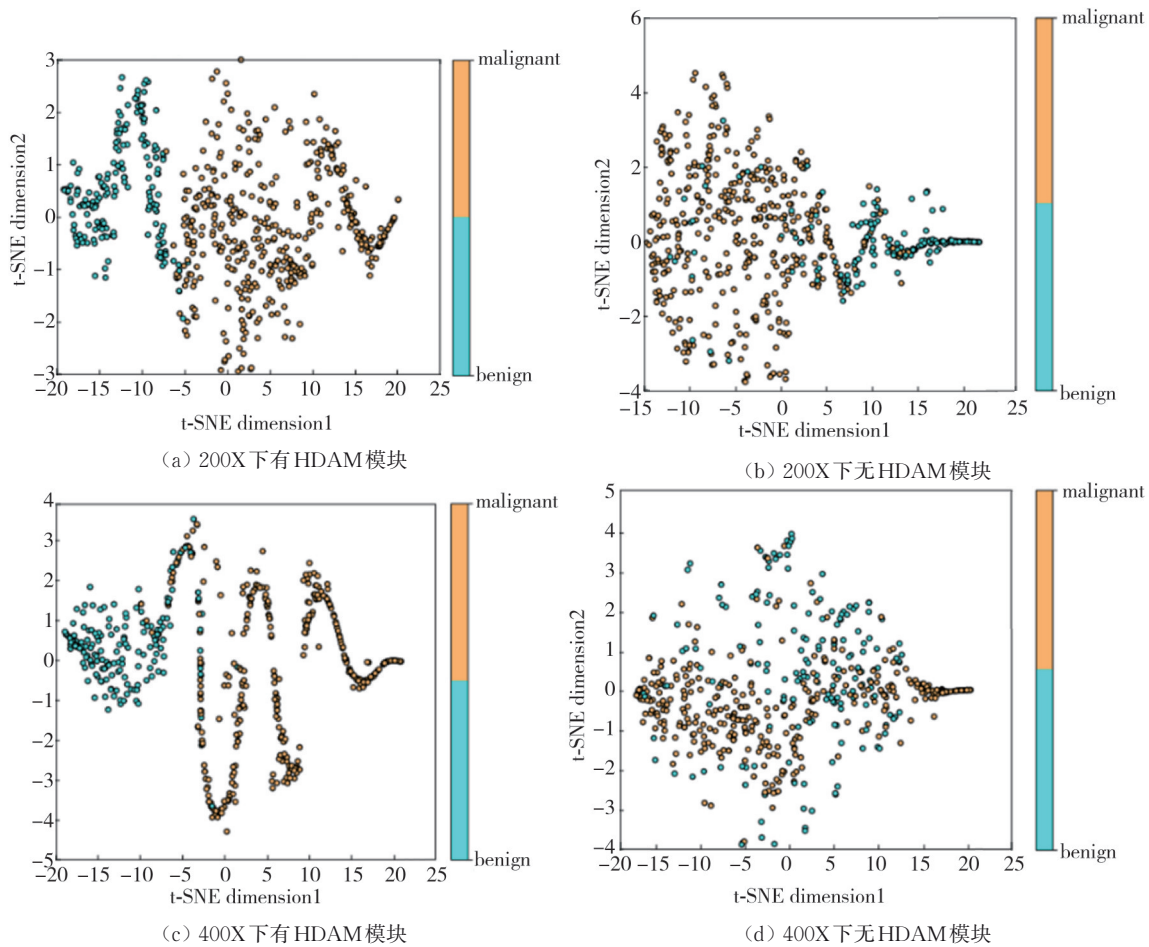 3
2
1
0
−1
−2
−3
t-SNE dimension2
−20 −15 −10 −5 0 5 10 15 20 25
t-SNE dimension1
malignant
benign
(a) 200X下有HDAM模块
6
4
2
0
−2
−4
t-SNE dimension2
−15 −10 −5 0 5 10 15 20 25
t-SNE dimension1
malignant
benign
(b) 200X下无HDAM模块
4
3
2
1
0
−1
−2
−3
−4
−5
t-SNE dimension2
−20 −15 −10 −5 0 5 10 15 20 25
t-SNE dimension1
malignant
benign
(c) 400X下有HDAM模块
5
4
3
2
1
0
−1
−2
−3
−4
t-SNE dimension2
−20 −15 −10 −5 0 5 10 15 20 25
t-SNE dimension1
malignant
benign
(d) 400X下无HDAM模块